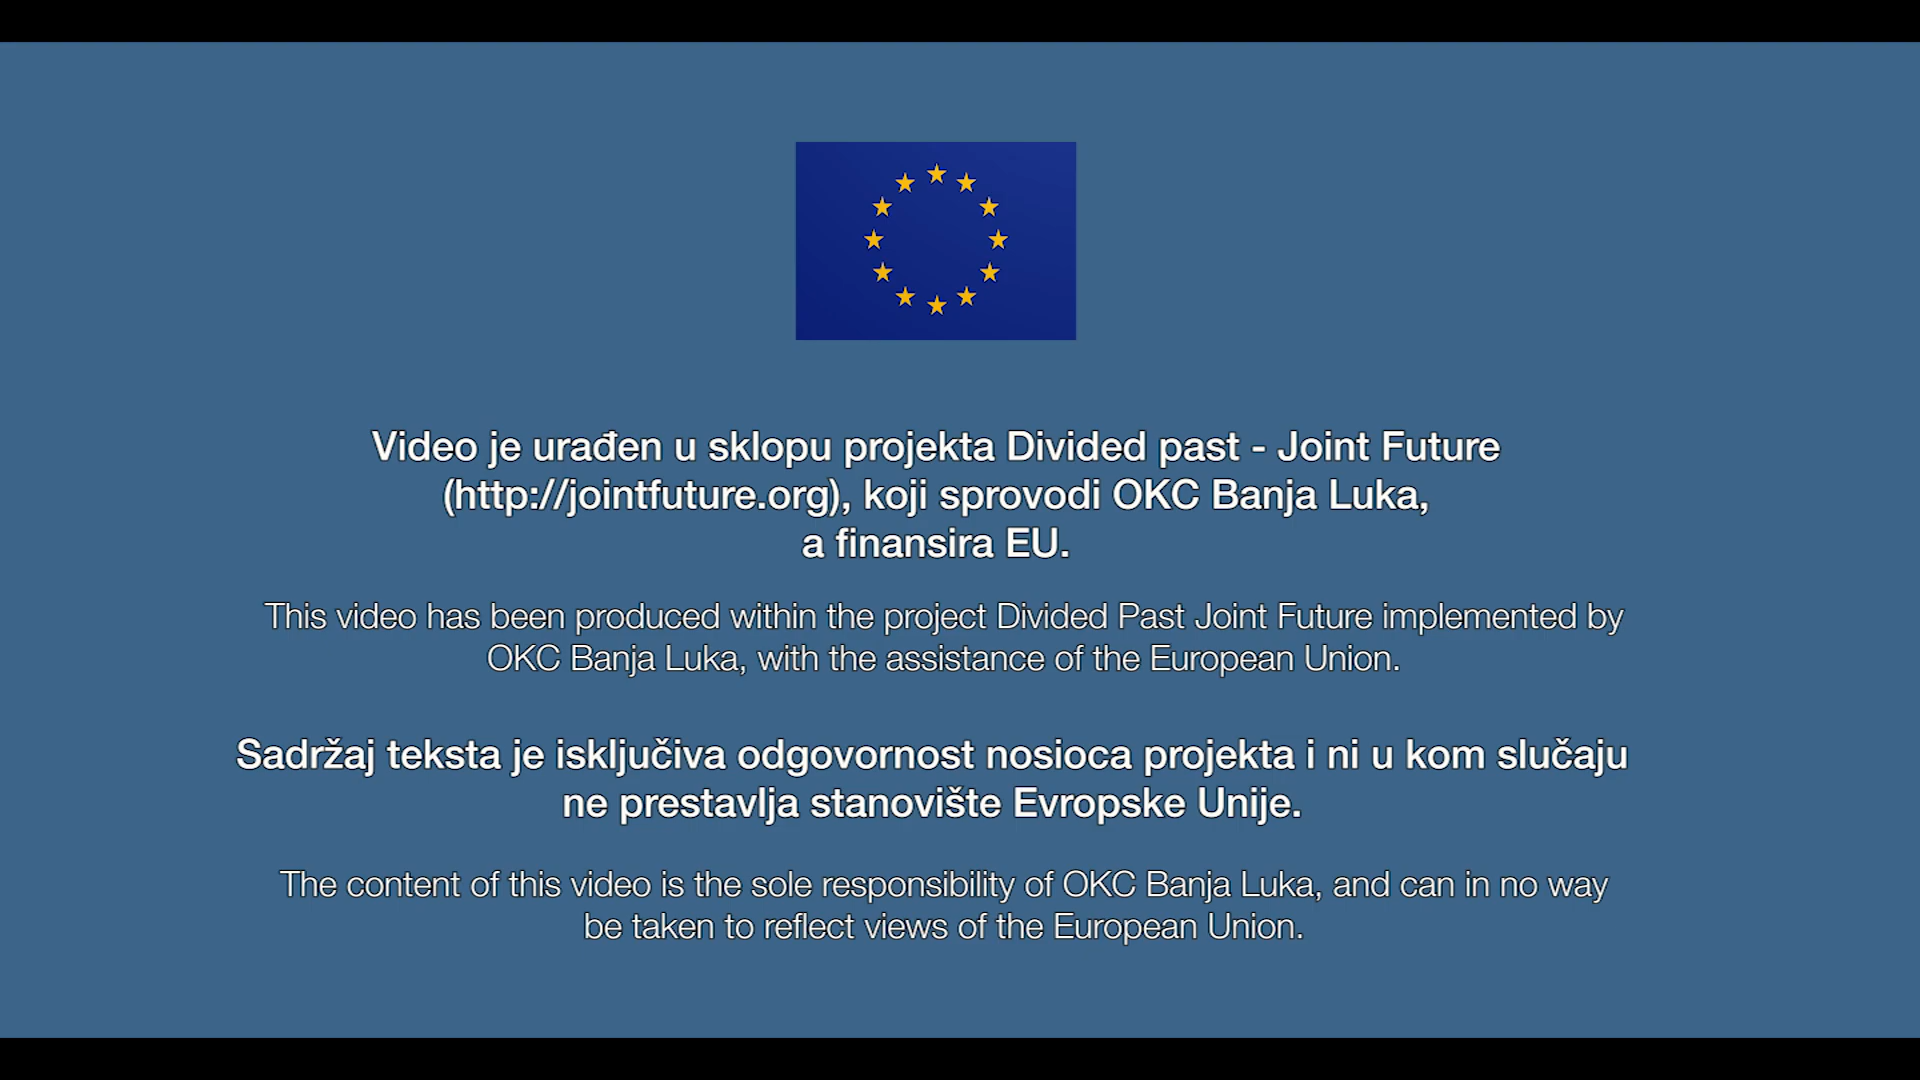 Video je urađen u sklopu projekta Divided past - Joint Future
(http://jointfuture.org), koji sprovodi OKC Banja Luka,
a finansira EU.
This video has been produced within the project Divided Past Joint Future implemented by
OKC Banja Luka, with the assistance of the European Union.
Sadržaj teksta je isključiva odgovornost nosioca projekta i ni u kom slučaju
ne prestavlja stanovište Evropske Unije.
The content of this video is the sole responsibility of OKC Banja Luka, and can in no way
be taken to reflect views of the European Union.